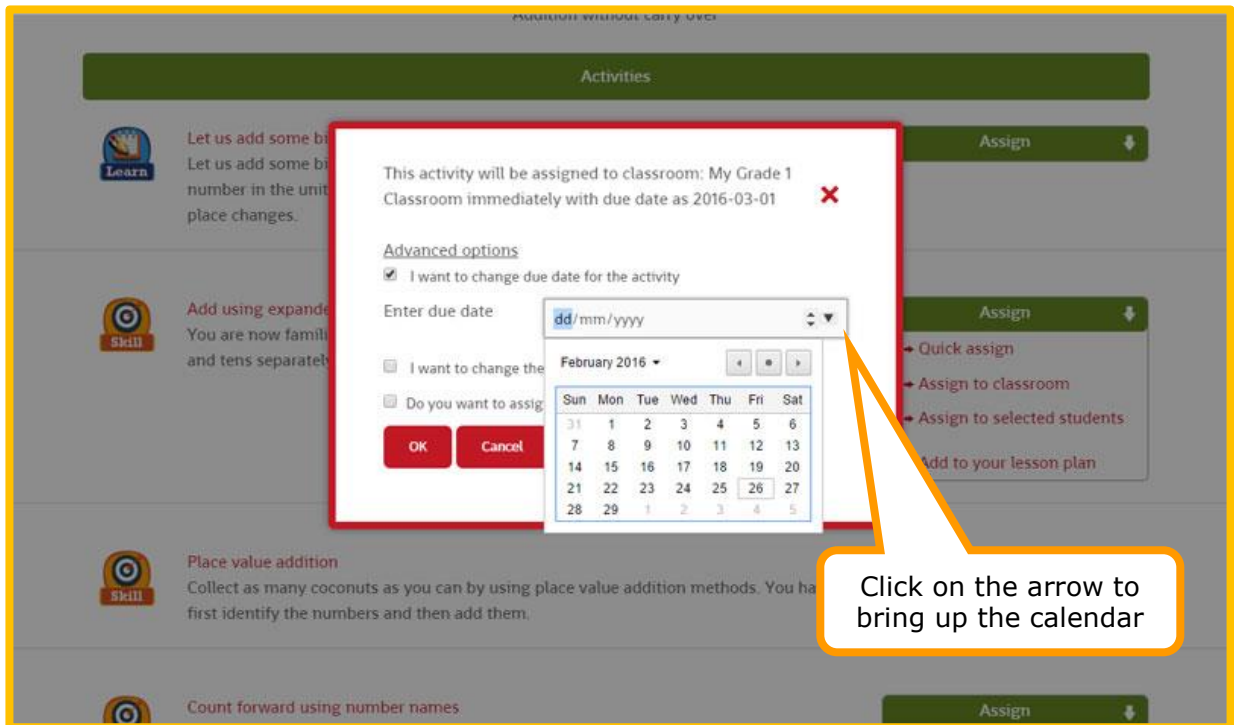 Addition without carry over
Activities
Learn
Let us add some bi
Let us add some bi
number in the unit
place changes.
Assign
This activity will be assigned to classroom: My Grade 1
Classroom immediately with due date as 2016-03-01
Advanced options
I want to change due date for the activity
Enter due date
dd/mm/yyyy
I want to change the
Do you want to assig
OK Cancel
February 2016
Sun Mon Tue Wed Thu Fri Sat
31 1 2 3 4 5 6
7 8 9 10 11 12 13
14 15 16 17 18 19 20
21 22 23 24 25 26 27
28 29 1 2 3 4 5
Skill
Add using expande
You are now famili
and tens separatel
Assign
Quick assign
Assign to classroom
Assign to selected students
Add to your lesson plan
Skill
Place value addition
Collect as many coconuts as you can by using place value addition methods. You ha
first identify the numbers and then add them.
Click on the arrow to
bring up the calendar
Count forward using number names
Assign